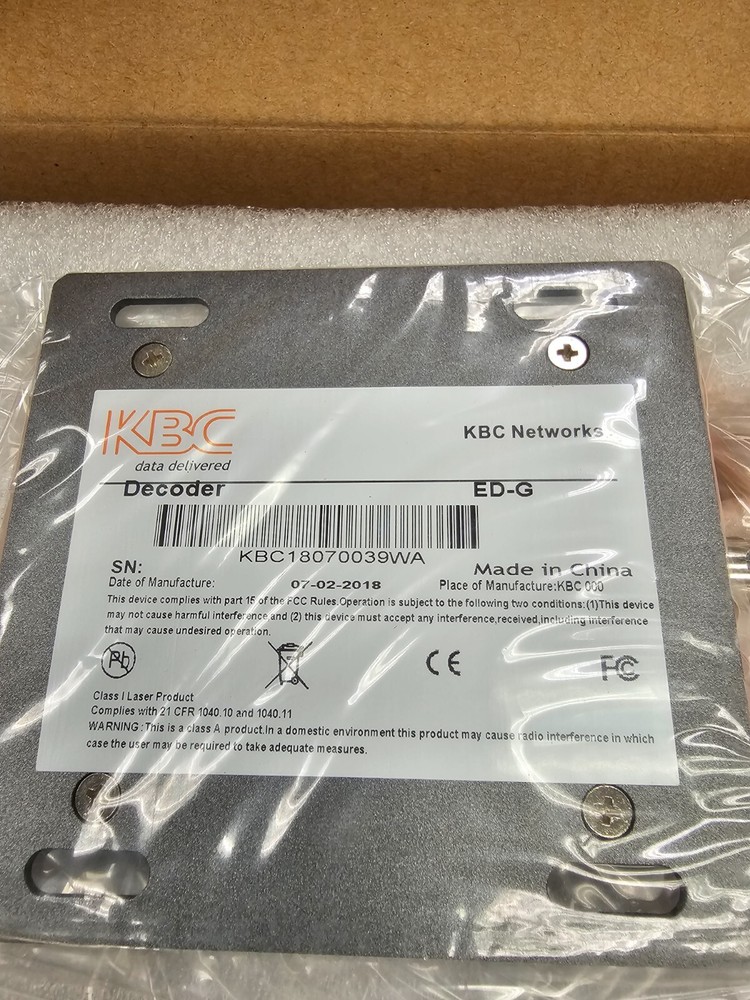 KBC
data delivered
KBC Networks
Decoder ED-G
KBC18070039WA
SN: Made in China
Date of Manufacture: 07-02-2018 Place of Manufacture:KBC 000
This device complies with part 15 of the FCC Rules.Operation is subject to the following two conditions:(1)This device
may not cause harmful interference and (2) this device must accept any interference,received,including interference
that may cause undesired operation.
Pb
CE
FC
Class I Laser Product
Complies with 21 CFR 1040.10 and 1040.11
WARNING:This is a class A product.In a domestic environment this product may cause radio interference in which
case the user may be required to take adequate measures.